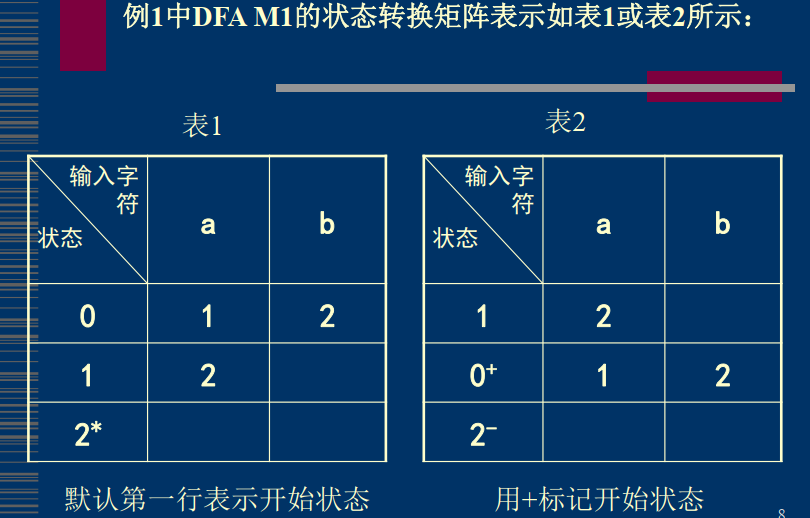 例1中DFA M1的状态转换矩阵表示如表1或表2所示：
表1
输入字
符
状态
a
b
0
1
2
1
2
2*
默认第一行表示开始状态
表2
输入字
符
状态
a
b
1
2
0+
1
2
2−
用+标记开始状态
8